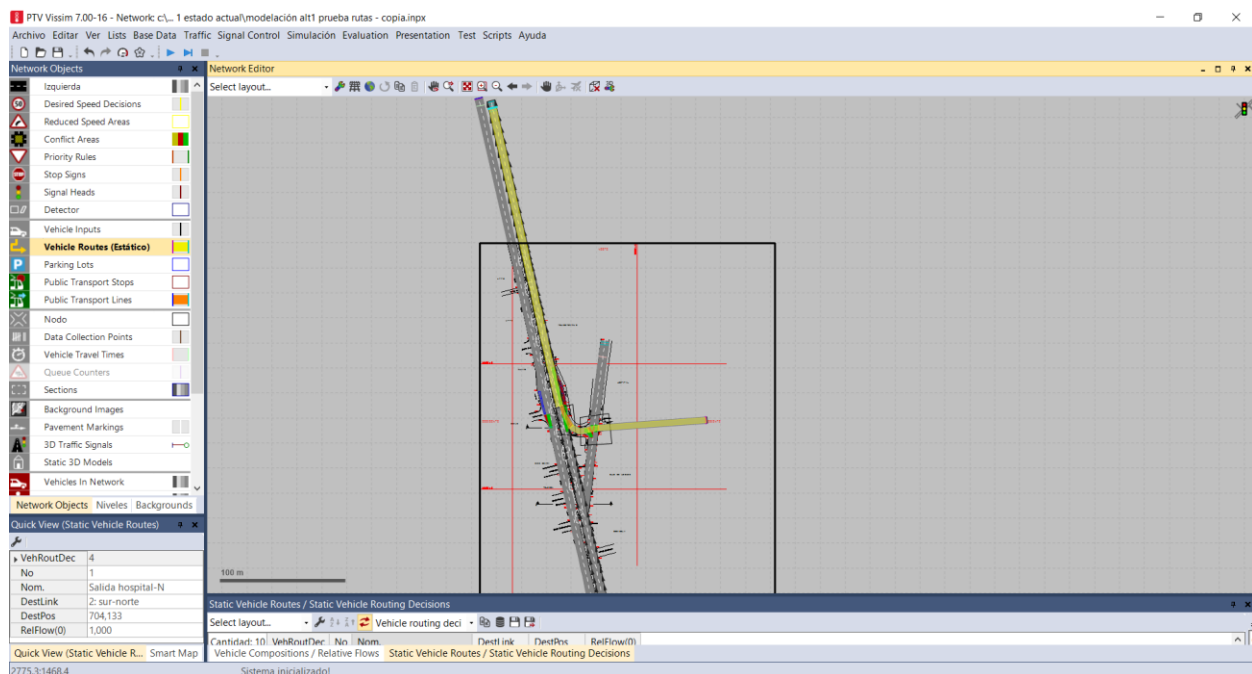 PTV Vissim 7.00-16 - Network: c:\... 1 estado actual\modelación alt1 prueba rutas - copia.inpx
Archivo Editar Ver Lists Base Data Traffic Signal Control Simulación Evaluation Presentation Test Scripts Ayuda
Network Objects
Network Editor
Select layout...
Izquierda
50
Desired Speed Decisions
Reduced Speed Areas
Conflict Areas
Priority Rules
STOP
Stop Signs
Signal Heads
Detector
Vehicle Inputs
Vehicle Routes (Estático)
P
Parking Lots
Public Transport Stops
Public Transport Lines
Nodo
Data Collection Points
Vehicle Travel Times
Queue Counters
Sections
Background Images
Pavement Markings
3D Traffic Signals
Static 3D Models
Vehicles In Network
Network Objects Niveles Backgrounds
Quick View (Static Vehicle Routes)
VehRoutDec 4
No 1
Nom. Salida hospital-N
DestLink 2: sur-norte
DestPos 704,133
RelFlow(0) 1,000
Quick View (Static Vehicle R... Smart Map
100 m
Static Vehicle Routes / Static Vehicle Routing Decisions
Select layout... Vehicle routing deci
Cantidad: 10 VehRoutDec No Nom. DestLink DestPos RelFlow(0)
Vehicle Compositions / Relative Flows Static Vehicle Routes / Static Vehicle Routing Decisions
2775.3:1468.4 Sistema inicializado!